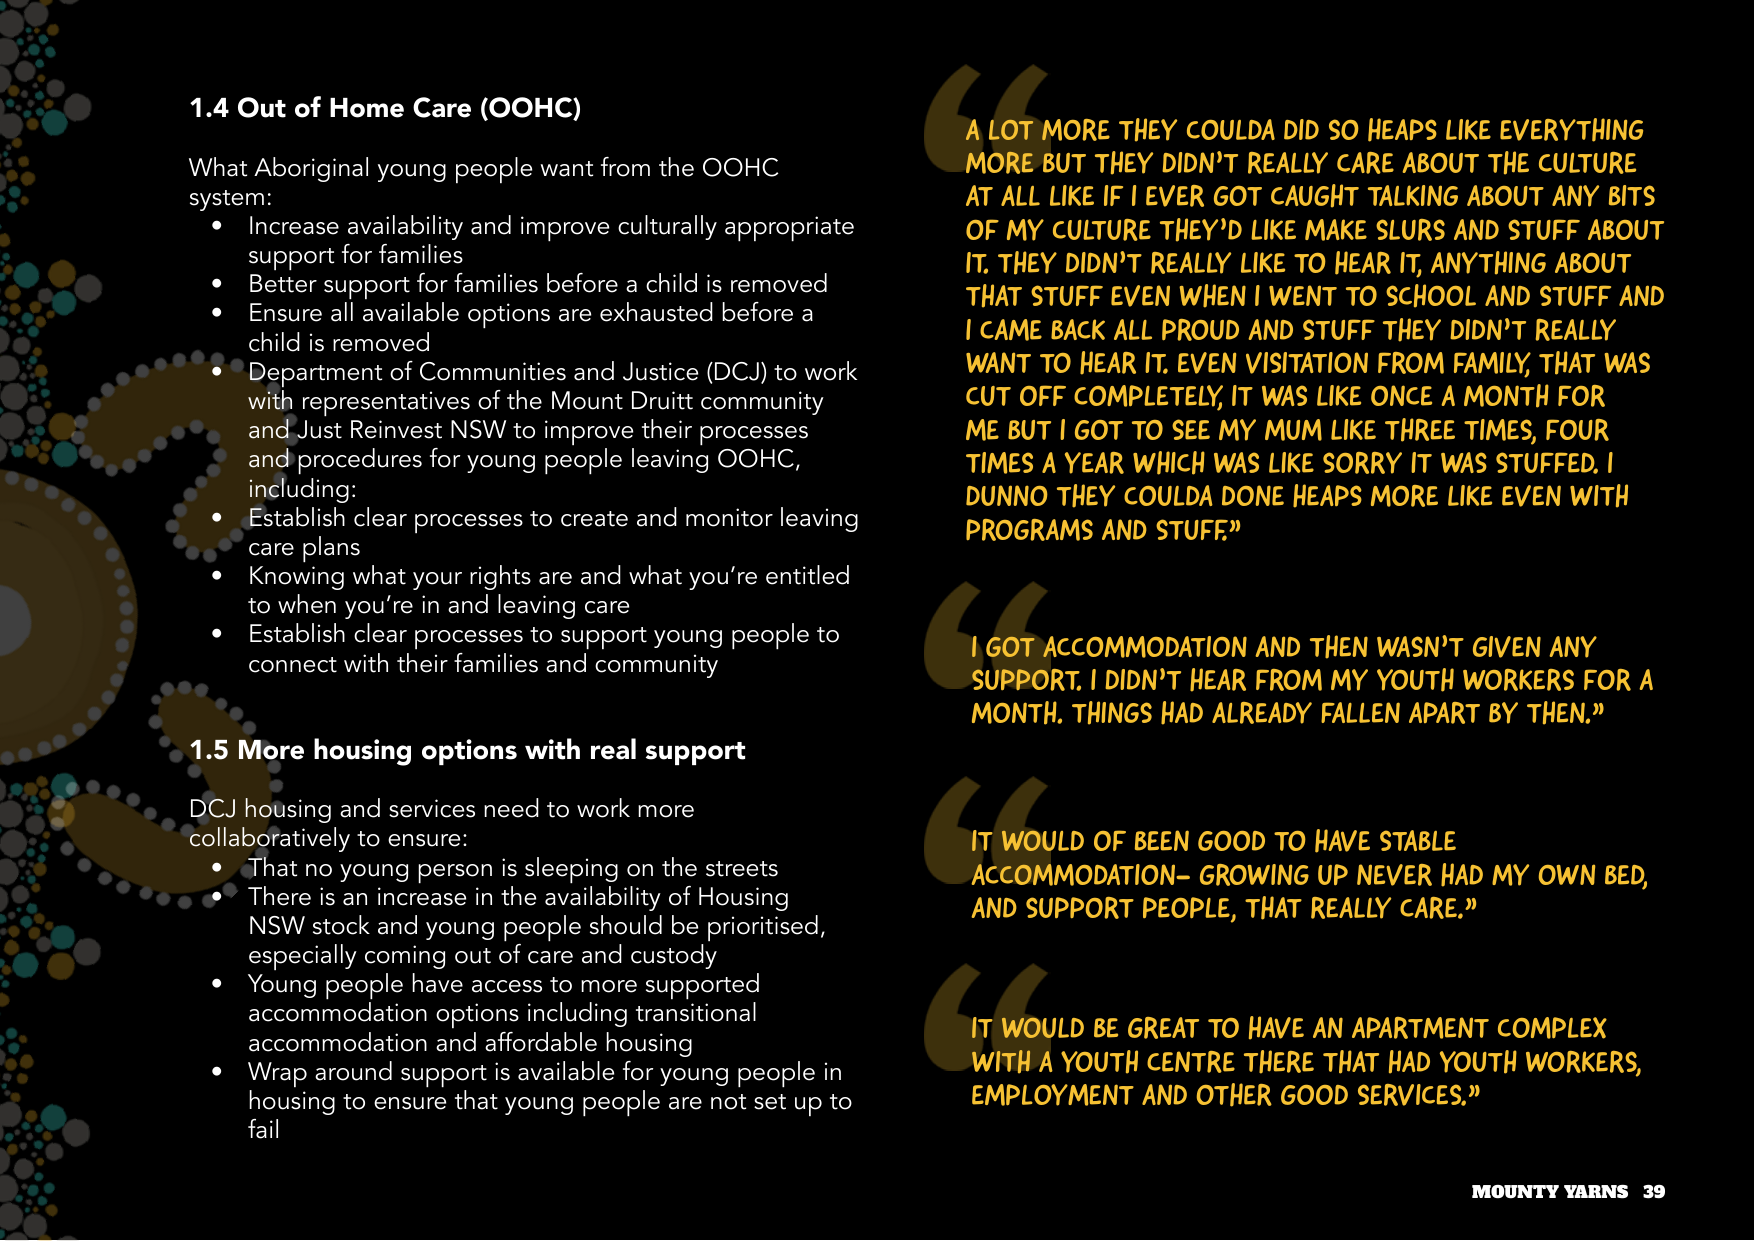 1.4 Out of Home Care (OOHC)
What Aboriginal young people want from the OOHC
system:
• Increase availability and improve culturally appropriate
support for families
• Better support for families before a child is removed
• Ensure all available options are exhausted before a
child is removed
• Department of Communities and Justice (DCJ) to work
with representatives of the Mount Druitt community
and Just Reinvest NSW to improve their processes
and procedures for young people leaving OOHC,
including:
• Establish clear processes to create and monitor leaving
care plans
• Knowing what your rights are and what you're entitled
to when you're in and leaving care
• Establish clear processes to support young people to
connect with their families and community
1.5 More housing options with real support
DCJ housing and services need to work more
collaboratively to ensure:
• That no young person is sleeping on the streets
• There is an increase in the availability of Housing
NSW stock and young people should be prioritised,
especially coming out of care and custody
• Young people have access to more supported
accommodation options including transitional
accommodation and affordable housing
• Wrap around support is available for young people in
housing to ensure that young people are not set up to
fail
“
A LOT MORE THEY COULDA DID SO HEAPS LIKE EVERYTHING
MORE BUT THEY DIDN'T REALLY CARE ABOUT THE CULTURE
AT ALL LIKE IF I EVER GOT CAUGHT TALKING ABOUT ANY BITS
OF MY CULTURE THEY'D LIKE MAKE SLURS AND STUFF ABOUT
IT. THEY DIDN'T REALLY LIKE TO HEAR IT, ANYTHING ABOUT
THAT STUFF EVEN WHEN I WENT TO SCHOOL AND STUFF AND
I CAME BACK ALL PROUD AND STUFF THEY DIDN'T REALLY
WANT TO HEAR IT. EVEN VISITATION FROM FAMILY, THAT WAS
CUT OFF COMPLETELY, IT WAS LIKE ONCE A MONTH FOR
ME BUT I GOT TO SEE MY MUM LIKE THREE TIMES, FOUR
TIMES A YEAR WHICH WAS LIKE SORRY IT WAS STUFFED. I
DUNNO THEY COULDA DONE HEAPS MORE LIKE EVEN WITH
PROGRAMS AND STUFF.”
“
I GOT ACCOMMODATION AND THEN WASN'T GIVEN ANY
SUPPORT. I DIDN'T HEAR FROM MY YOUTH WORKERS FOR A
MONTH. THINGS HAD ALREADY FALLEN APART BY THEN.”
“
IT WOULD OF BEEN GOOD TO HAVE STABLE
ACCOMMODATION– GROWING UP NEVER HAD MY OWN BED,
AND SUPPORT PEOPLE, THAT REALLY CARE.”
“
IT WOULD BE GREAT TO HAVE AN APARTMENT COMPLEX
WITH A YOUTH CENTRE THERE THAT HAD YOUTH WORKERS,
EMPLOYMENT AND OTHER GOOD SERVICES.”
MOUNTY YARNS 39